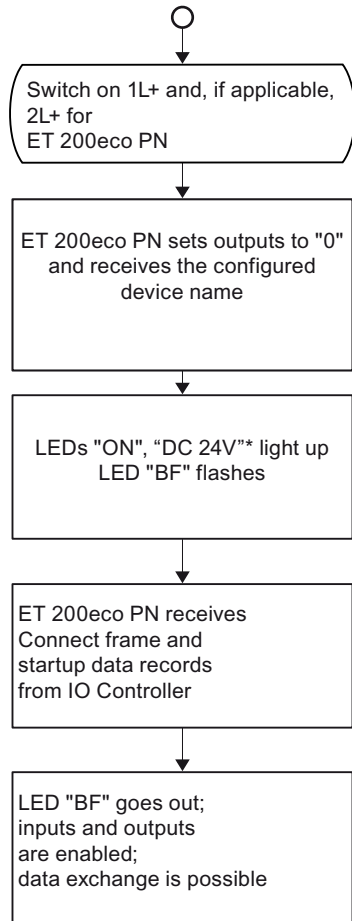 Switch on 1L+ and, if applicable,
2L+ for
ET 200eco PN
ET 200eco PN sets outputs to "0"
and receives the configured
device name
LEDs "ON", “DC 24V”* light up
LED "BF" flashes
ET 200eco PN receives
Connect frame and
startup data records
from IO Controller
LED "BF" goes out;
inputs and outputs
are enabled;
data exchange is possible